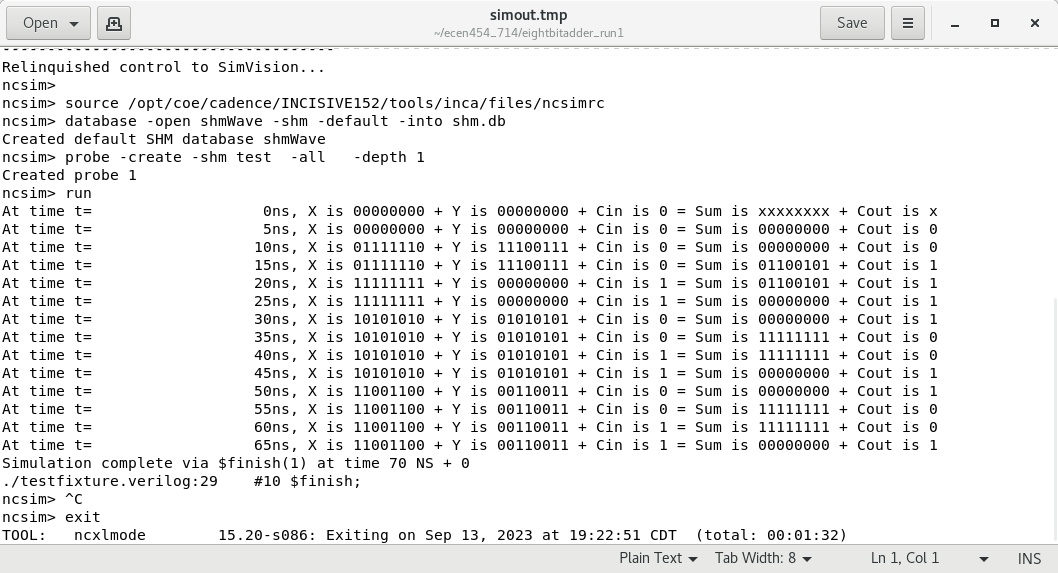 Open
simout.tmp
~/ecen454_714/eightbitadder_run1
Save
-------------------------------------
Relinquished control to SimVision...
ncsim>
ncsim> source /opt/coe/cadence/INCISIVE152/tools/inca/files/ncsimrc
ncsim> database -open shmWave -shm -default -into shm.db
Created default SHM database shmWave
ncsim> probe -create -shm test  -all   -depth 1
Created probe 1
ncsim> run
At time t=                   0ns, X is 00000000 + Y is 00000000 + Cin is 0 = Sum is xxxxxxxx + Cout is x
At time t=                   5ns, X is 00000000 + Y is 00000000 + Cin is 0 = Sum is 00000000 + Cout is 0
At time t=                  10ns, X is 01111110 + Y is 11100111 + Cin is 0 = Sum is 00000000 + Cout is 0
At time t=                  15ns, X is 01111110 + Y is 11100111 + Cin is 0 = Sum is 01100101 + Cout is 1
At time t=                  20ns, X is 11111111 + Y is 00000000 + Cin is 1 = Sum is 01100101 + Cout is 1
At time t=                  25ns, X is 11111111 + Y is 00000000 + Cin is 1 = Sum is 00000000 + Cout is 1
At time t=                  30ns, X is 10101010 + Y is 01010101 + Cin is 0 = Sum is 00000000 + Cout is 1
At time t=                  35ns, X is 10101010 + Y is 01010101 + Cin is 0 = Sum is 11111111 + Cout is 0
At time t=                  40ns, X is 10101010 + Y is 01010101 + Cin is 1 = Sum is 11111111 + Cout is 0
At time t=                  45ns, X is 10101010 + Y is 01010101 + Cin is 1 = Sum is 00000000 + Cout is 1
At time t=                  50ns, X is 11001100 + Y is 00110011 + Cin is 0 = Sum is 00000000 + Cout is 1
At time t=                  55ns, X is 11001100 + Y is 00110011 + Cin is 0 = Sum is 11111111 + Cout is 0
At time t=                  60ns, X is 11001100 + Y is 00110011 + Cin is 1 = Sum is 11111111 + Cout is 0
At time t=                  65ns, X is 11001100 + Y is 00110011 + Cin is 1 = Sum is 00000000 + Cout is 1
Simulation complete via $finish(1) at time 70 NS + 0
./testfixture.verilog:29    #10 $finish;
ncsim> ^C
ncsim> exit
TOOL:   ncxlmode        15.20-s086: Exiting on Sep 13, 2023 at 19:22:51 CDT  (total: 00:01:32)
Plain Text
Tab Width: 8
Ln 1, Col 1
INS